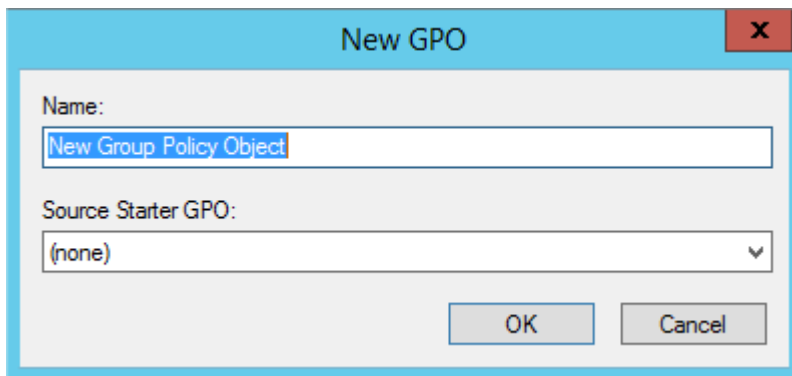 New GPO
x
Name:
New Group Policy Object
Source Starter GPO:
(none)
OK Cancel